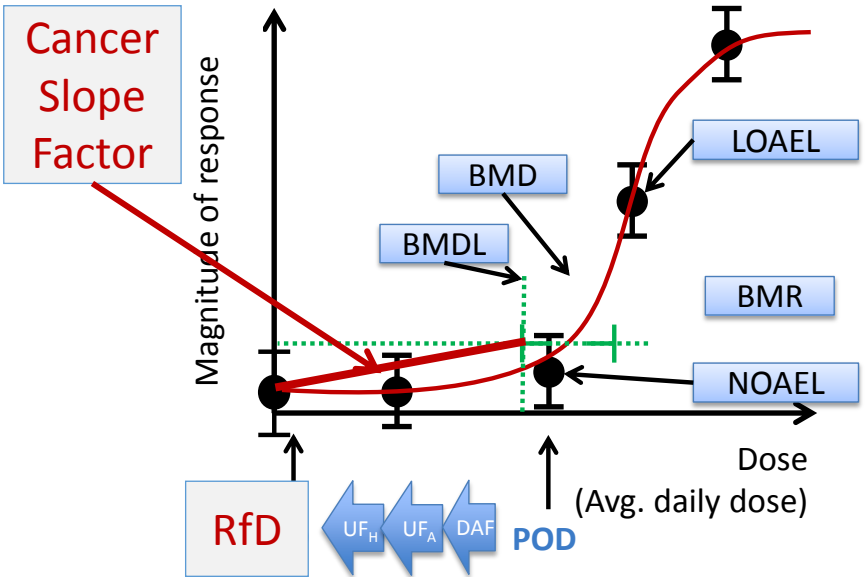 Cancer
Slope
Factor
Magnitude of response
LOAEL
BMD
BMDL
BMR
NOAEL
Dose
(Avg. daily dose)
RfD
UFH
UFA
DAF
POD